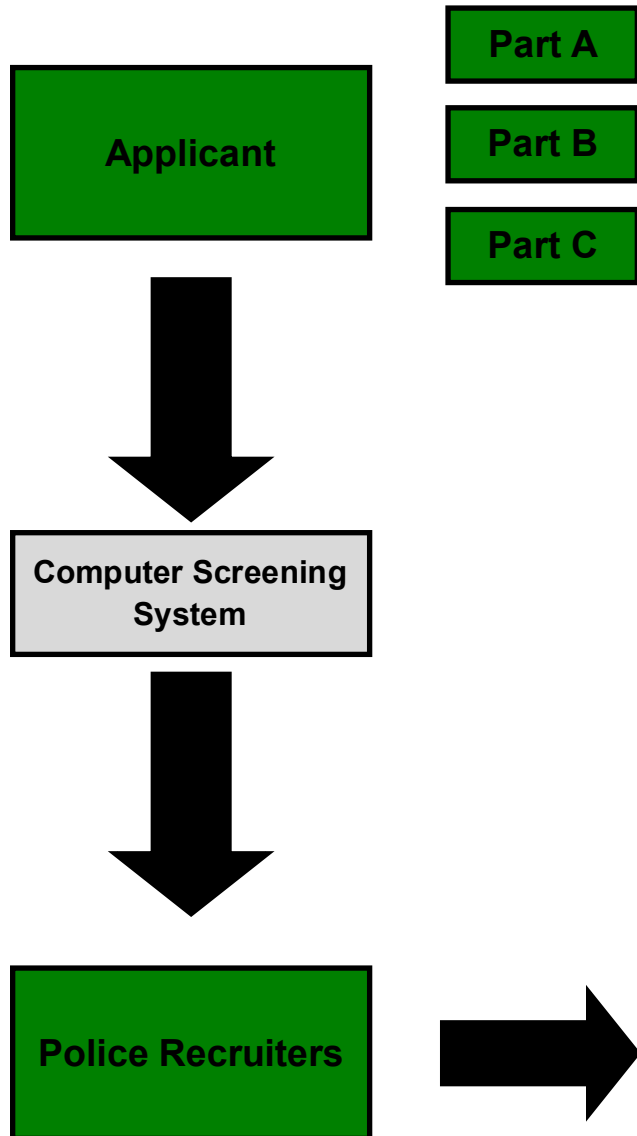 Part A
Applicant
Part B
Part C
Computer Screening
System
Police Recruiters